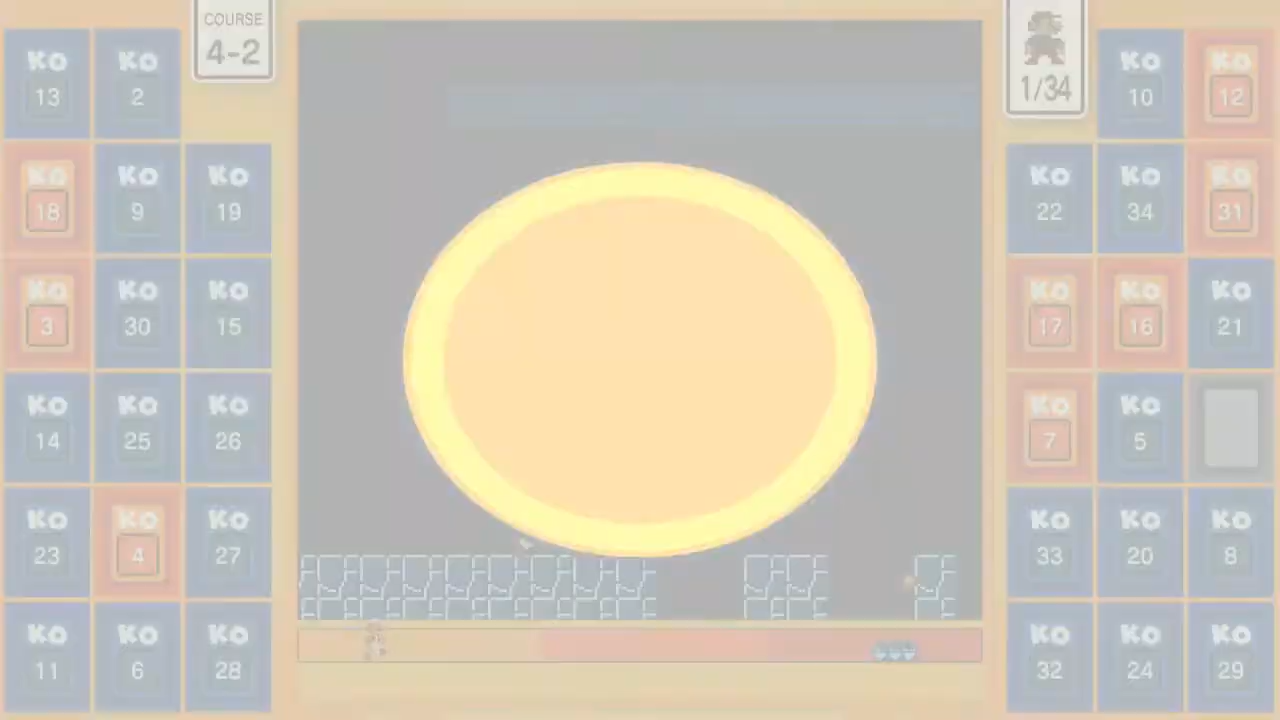 COURSE
4-2
1/34
KO KO KO KO
13 2 10 12
KO KO KO KO KO KO
18 9 19 22 34 31
KO KO KO KO KO KO
3 30 15 17 16 21
KO KO KO KO KO
14 25 26 7 5
KO KO KO KO KO KO
23 4 27 33 20 8
KO KO KO KO KO KO
11 6 28 32 24 29